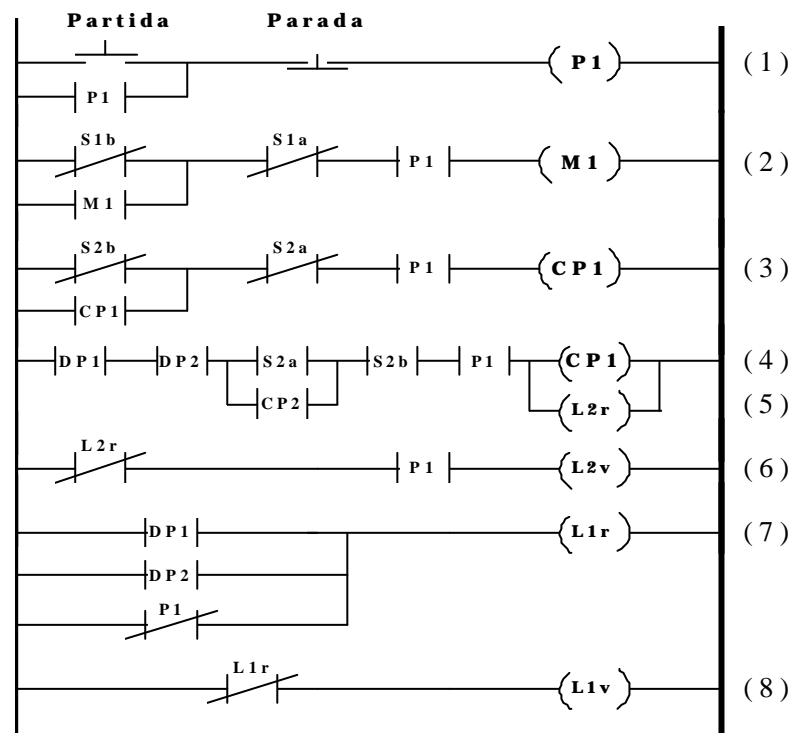 Partida Parada
P1 (1)
P1
S1b S1a P1 M1 (2)
M1
S2b S2a P1 CP1 (3)
CP1
DP1 DP2 S2a S2b P1 CP1 (4)
CP2 L2r (5)
L2r P1 L2v (6)
DP1 L1r (7)
DP2
P1
L1r L1v (8)